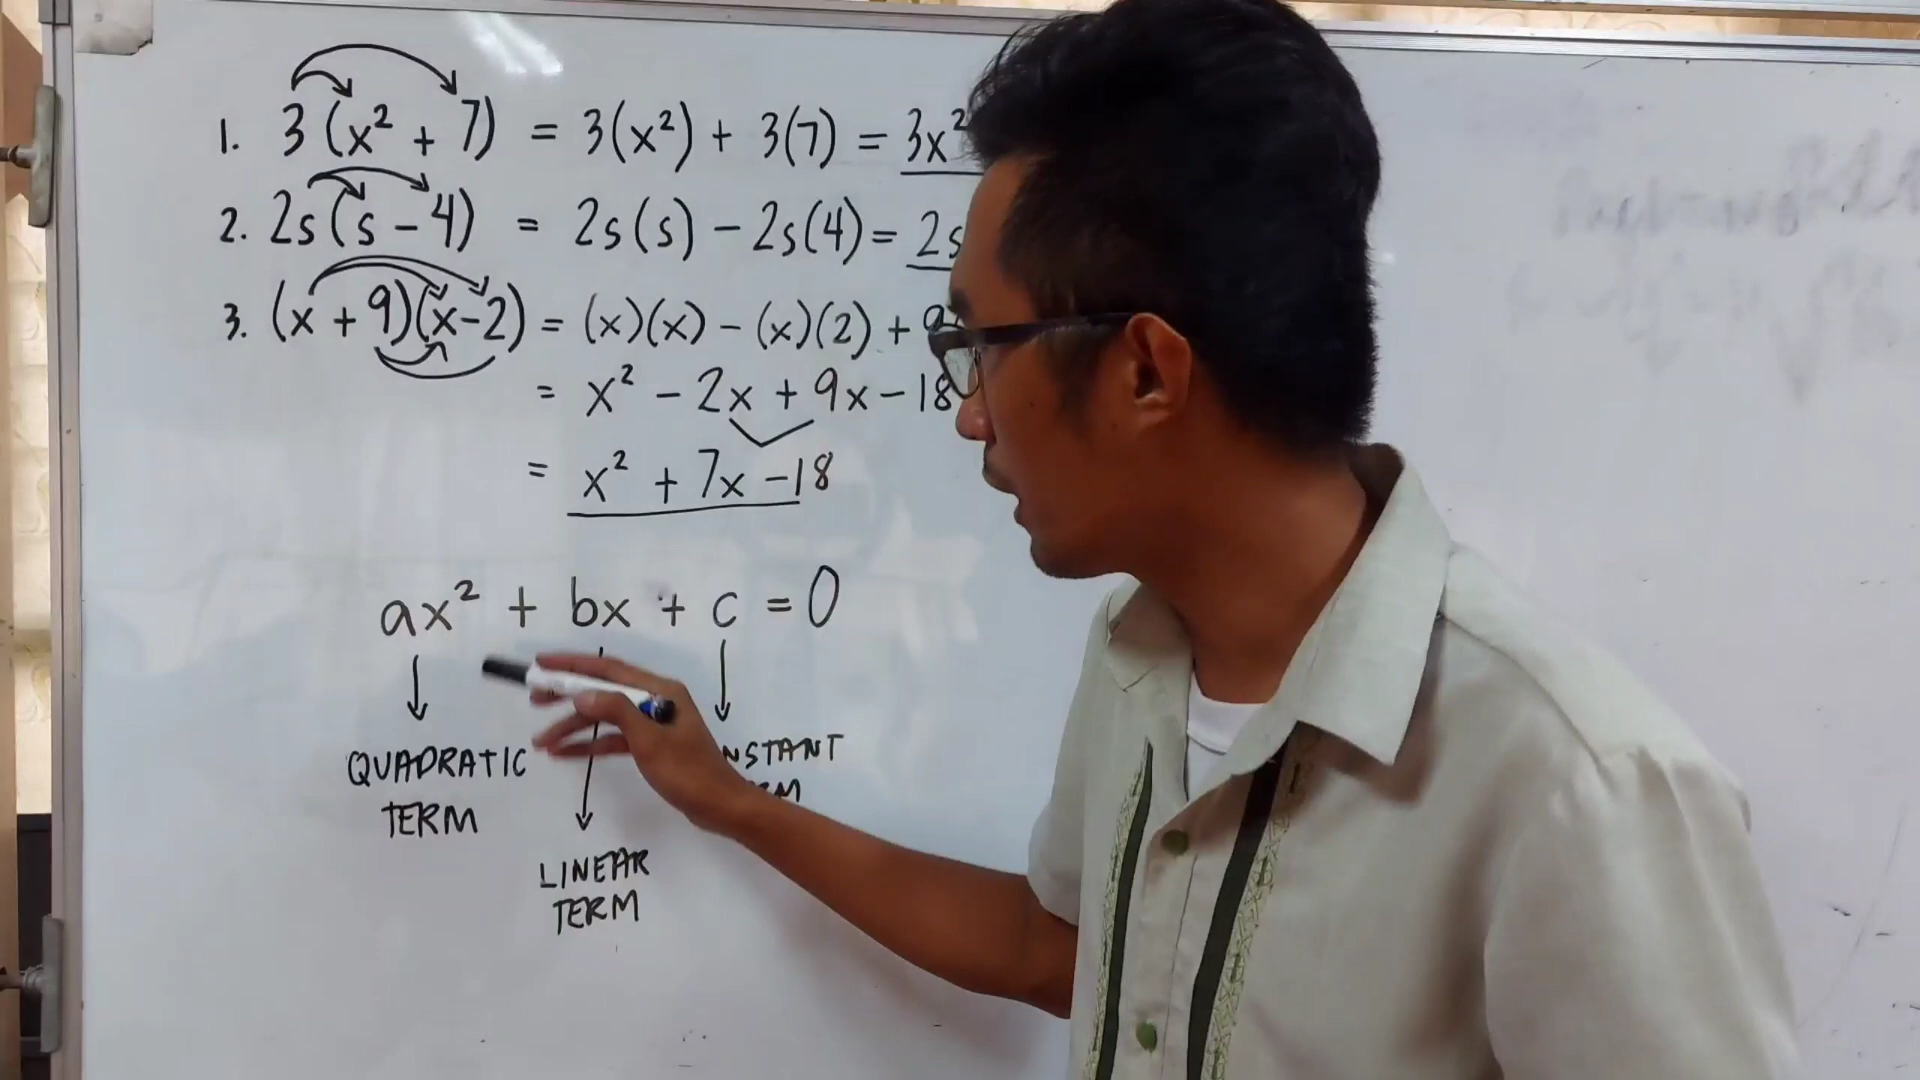 1. 3(x² + 7) = 3(x²) + 3(7) = 3x²
2. 2s(s − 4) = 2s(s) − 2s(4) = 2s
3. (x + 9)(x − 2) = (x)(x) − (x)(2) + 9
= x² − 2x + 9x − 18
= x² + 7x − 18
ax² + bx + c = 0
QUADRATIC
TERM
NSTANT
LINEAR
TERM